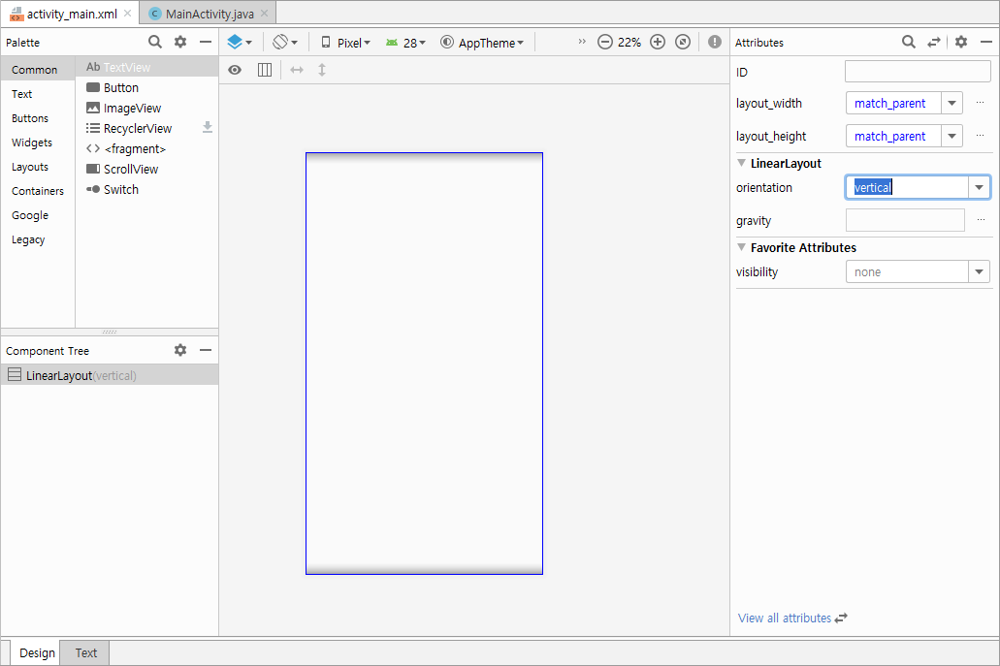 activity_main.xml
MainActivity.java
Palette
Pixel
28
AppTheme
22%
Attributes
Common
Text
Buttons
Widgets
Layouts
Containers
Google
Legacy
Ab TextView
Button
ImageView
RecyclerView
<fragment>
ScrollView
Switch
ID
layout_width
match_parent
...
layout_height
match_parent
...
LinearLayout
orientation
vertical
gravity
...
Favorite Attributes
visibility
none
Component Tree
LinearLayout(vertical)
View all attributes
Design
Text